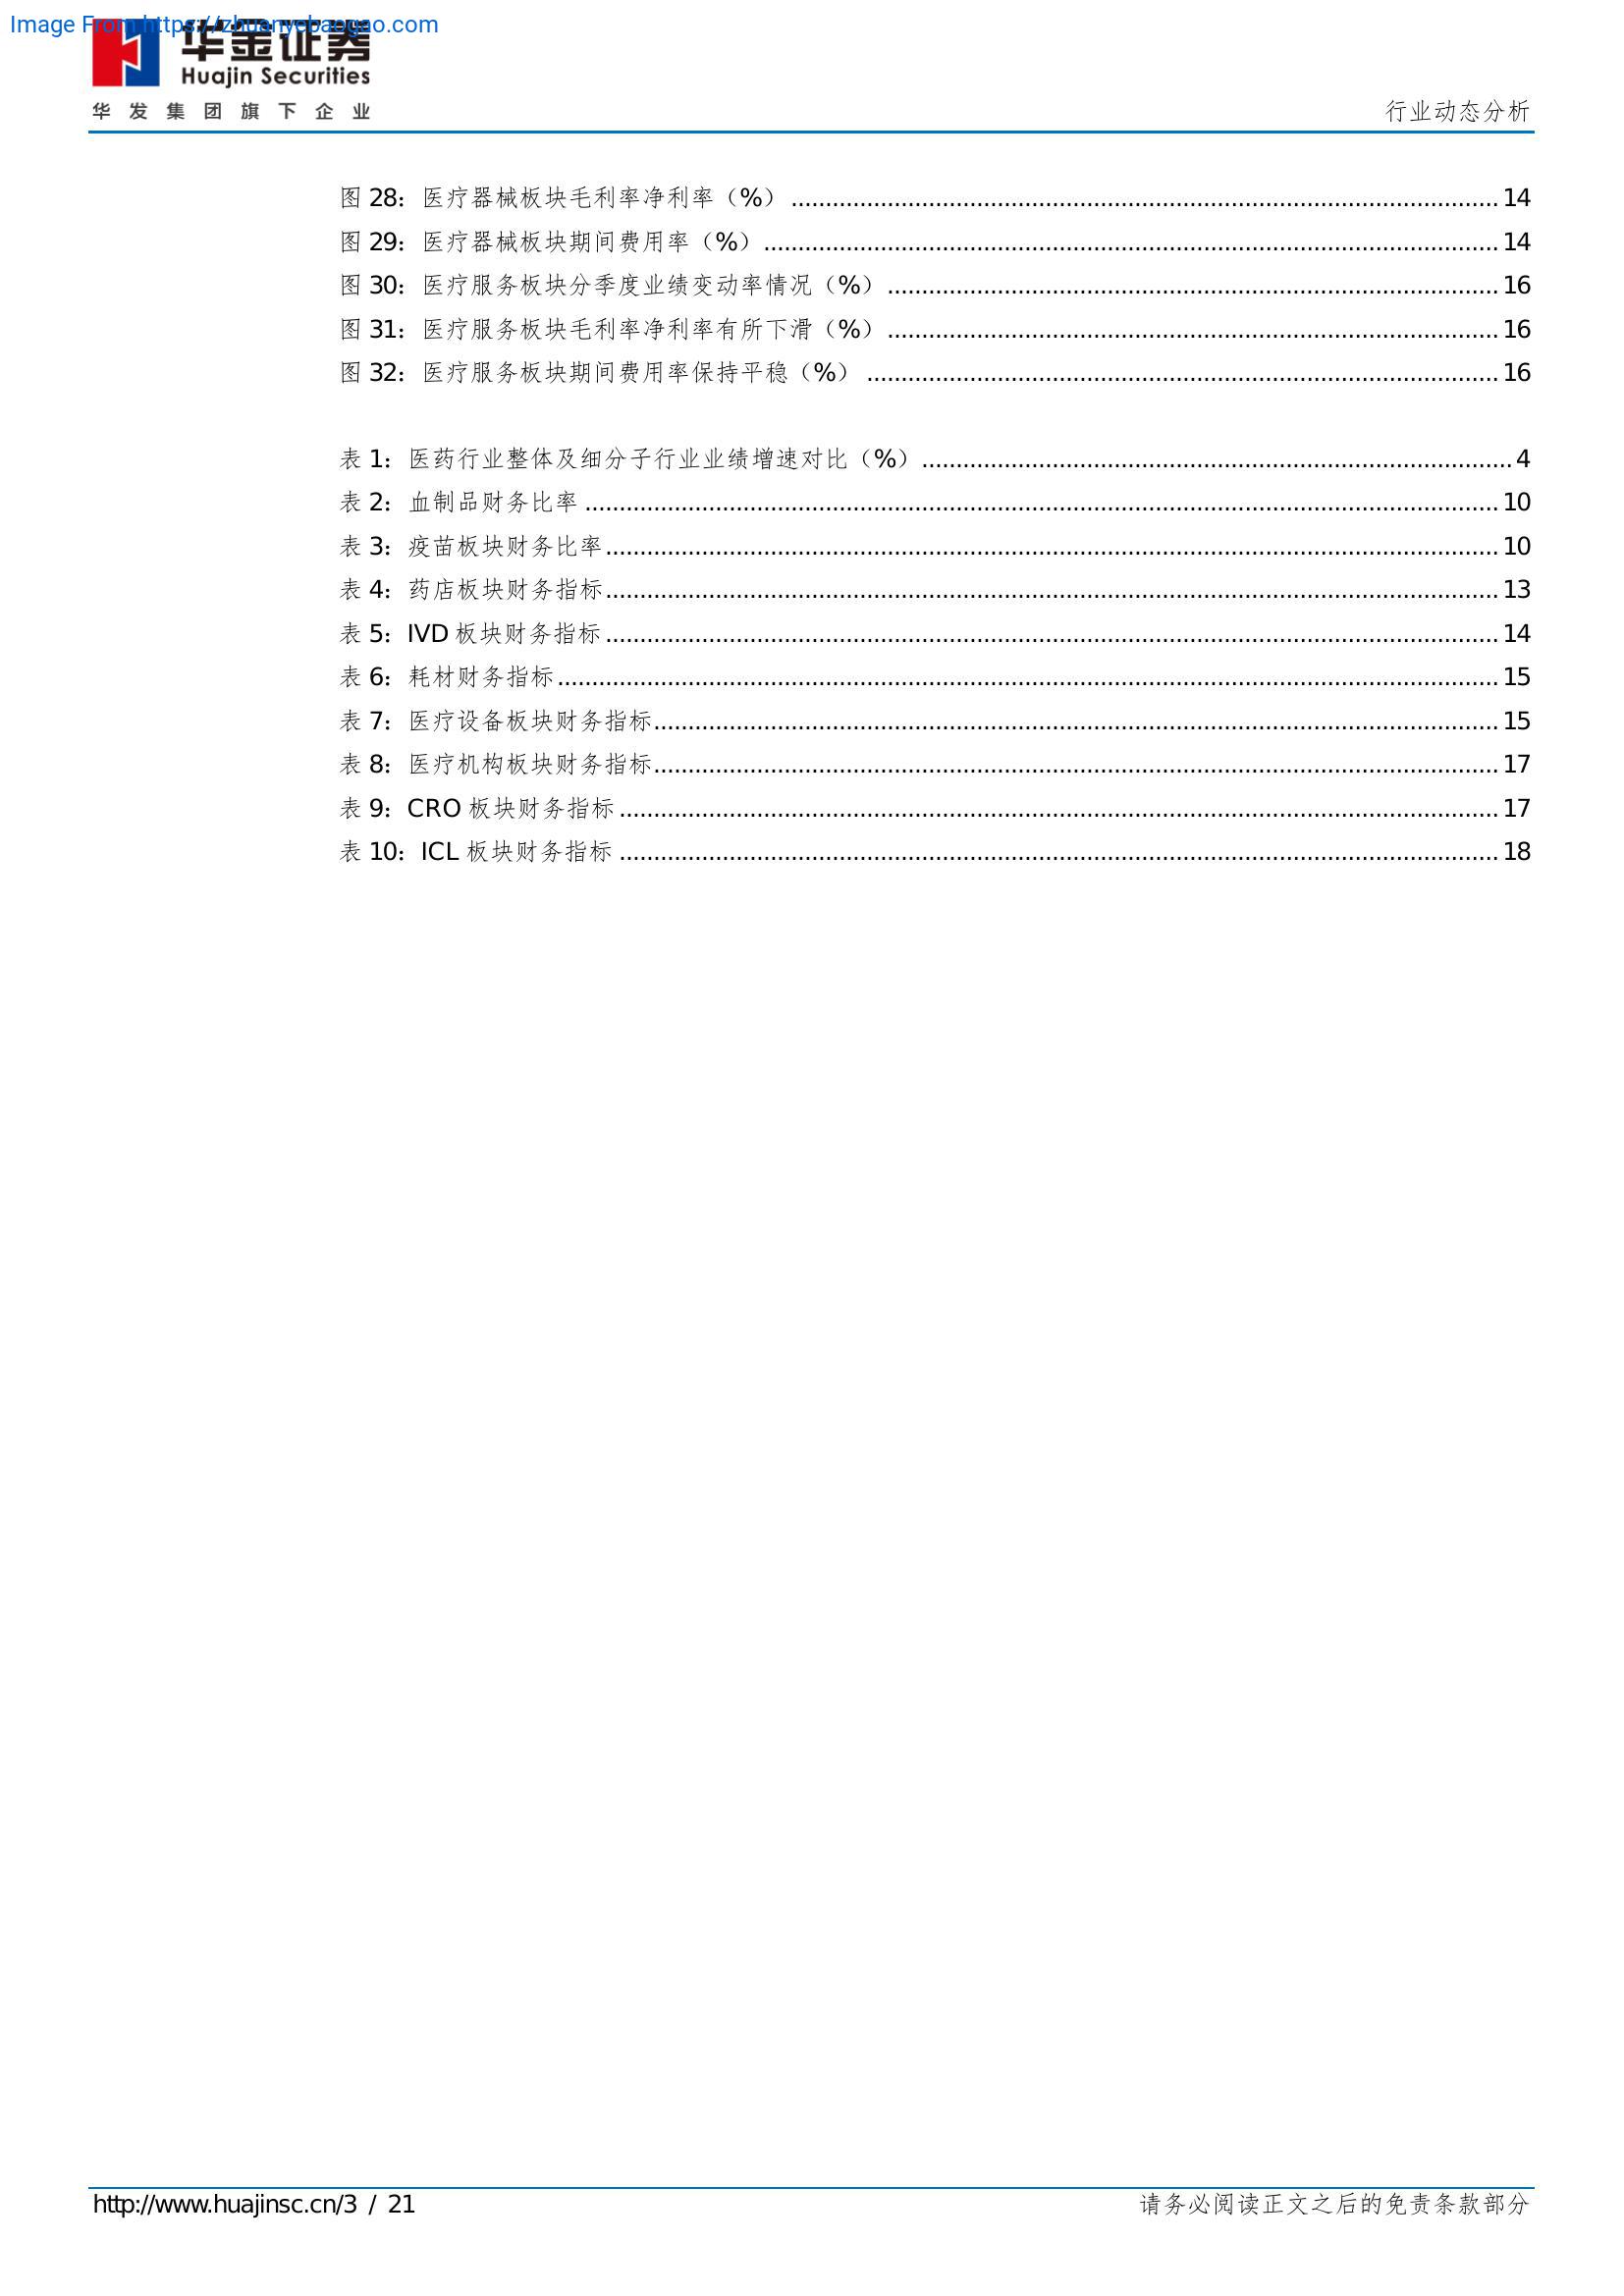 Image From https://zhuanyebaogao.com
华金证券
Huajin Securities
华发集团旗下企业
行业动态分析
图 28：医疗器械板块毛利率净利率（%） 14
图 29：医疗器械板块期间费用率（%） 14
图 30：医疗服务板块分季度业绩变动率情况（%） 16
图 31：医疗服务板块毛利率净利率有所下滑（%） 16
图 32：医疗服务板块期间费用率保持平稳（%） 16
表 1：医药行业整体及细分子行业业绩增速对比（%） 4
表 2：血制品财务比率 10
表 3：疫苗板块财务比率 10
表 4：药店板块财务指标 13
表 5：IVD 板块财务指标 14
表 6：耗材财务指标 15
表 7：医疗设备板块财务指标 15
表 8：医疗机构板块财务指标 17
表 9：CRO 板块财务指标 17
表 10：ICL 板块财务指标 18
http://www.huajinsc.cn/3 / 21
请务必阅读正文之后的免责条款部分